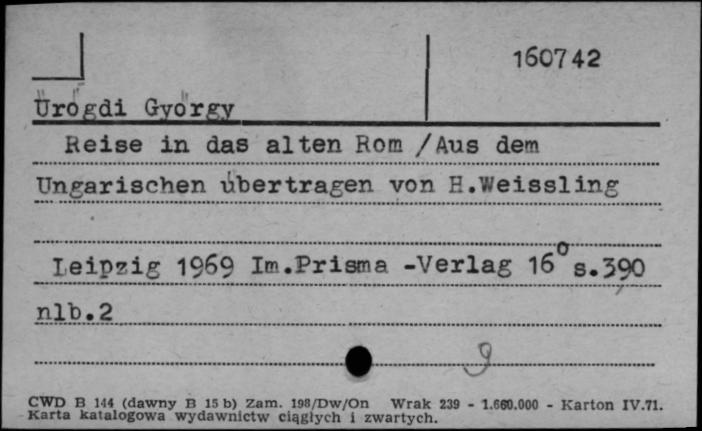 160742
Ürögdi György
Reise in das alten Rom /Aus dem
Ungarischen übertragen von H.Weissling
Leipzig 1969 Im.Prisma -Verlag 16° s.390
nlb.2
9
CWD B 144 (dawny B 15 b) Zam. 198/Dw/On Wrak 239 - 1.660.000 - Karton IV.71.
Karta katalogowa wydawnictw ciągłych i zwartych.